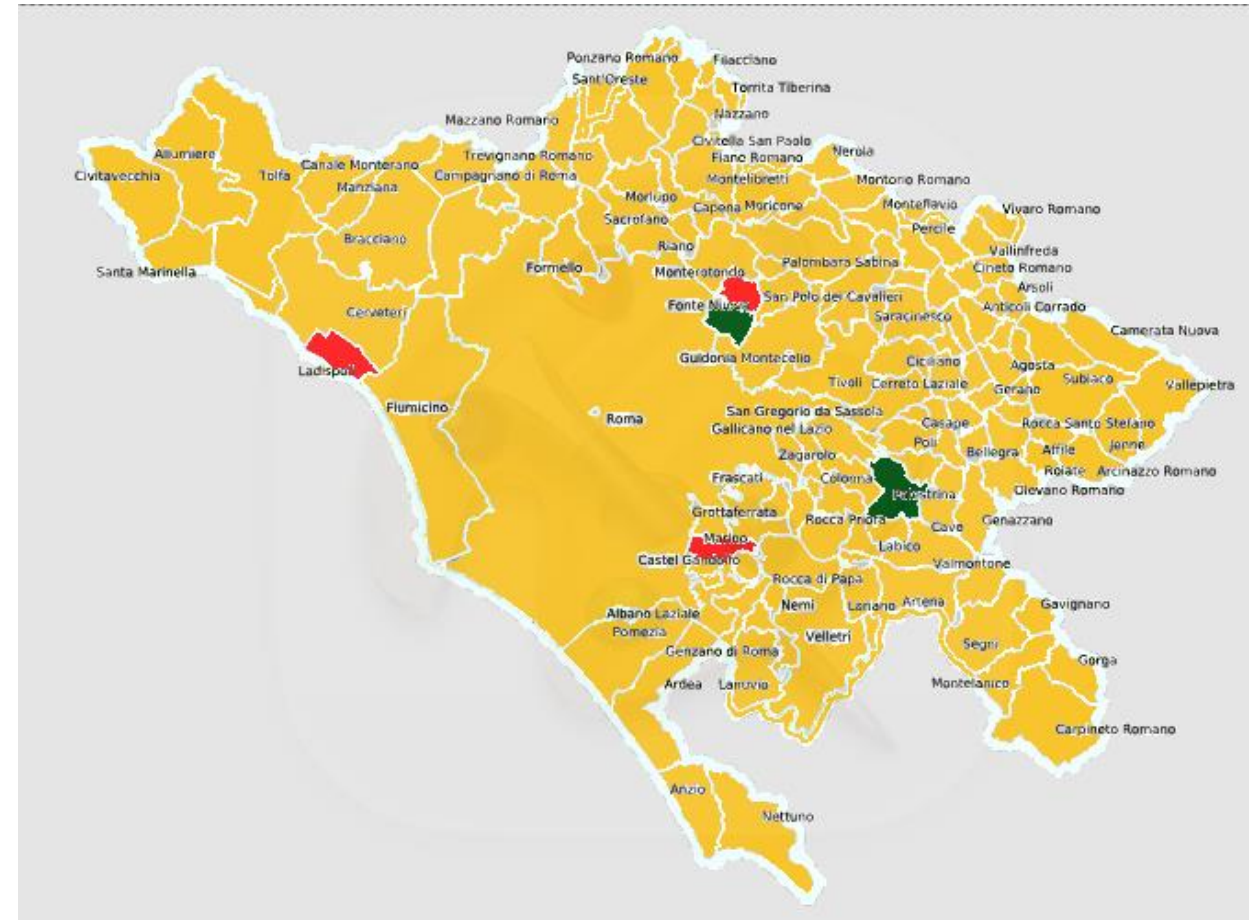 Ponzano Romano
Filacciano
Sant'Oreste
Torrita Tiberina
Nazzano
Mazzano Romano
Civitella San Paolo
Nerola
Allumiere
Trevignano Romano
Fiano Romano
Canale Monterano
Civitavecchia
Tolfa
Campagnano di Roma
Montelibretti
Montorio Romano
Manziana
Morlupo
Capena
Moricone
Monteflavio
Vivaro Romano
Sacrofano
Percile
Bracciano
Riano
Vallinfreda
Santa Marinella
Formello
Monterotondo
Palombara Sabina
Cineto Romano
Arsoli
San Polo dei Cavalieri
Fonte
Anticoli Corrado
Cerveteri
Saracinesco
Camerata Nuova
Guidonia Montecelio
Ciciliano
Agosta
Ladispoli
Subiaco
Tivoli
Cerreto Laziale
Gerano
Vallepietra
Fiumicino
San Gregorio da Sassola
Roma
Casape
Rocca Santo Stefano
Gallicano nel Lazio
Poli
Jenne
Zagarolo
Bellegra
Affile
Roiate
Arcinazzo Romano
Frascati
Colonna
Palestrina
Olevano Romano
Grottaferrata
Rocca Priora
Cave
Genazzano
Marino
Labico
Castel Gandolfo
Valmontone
Rocca di Papa
Nemi
Lariano
Artena
Gavignano
Albano Laziale
Pomezia
Velletri
Segni
Genzano di Roma
Gorga
Ardea
Lanuvio
Montelanico
Carpineto Romano
Anzio
Nettuno